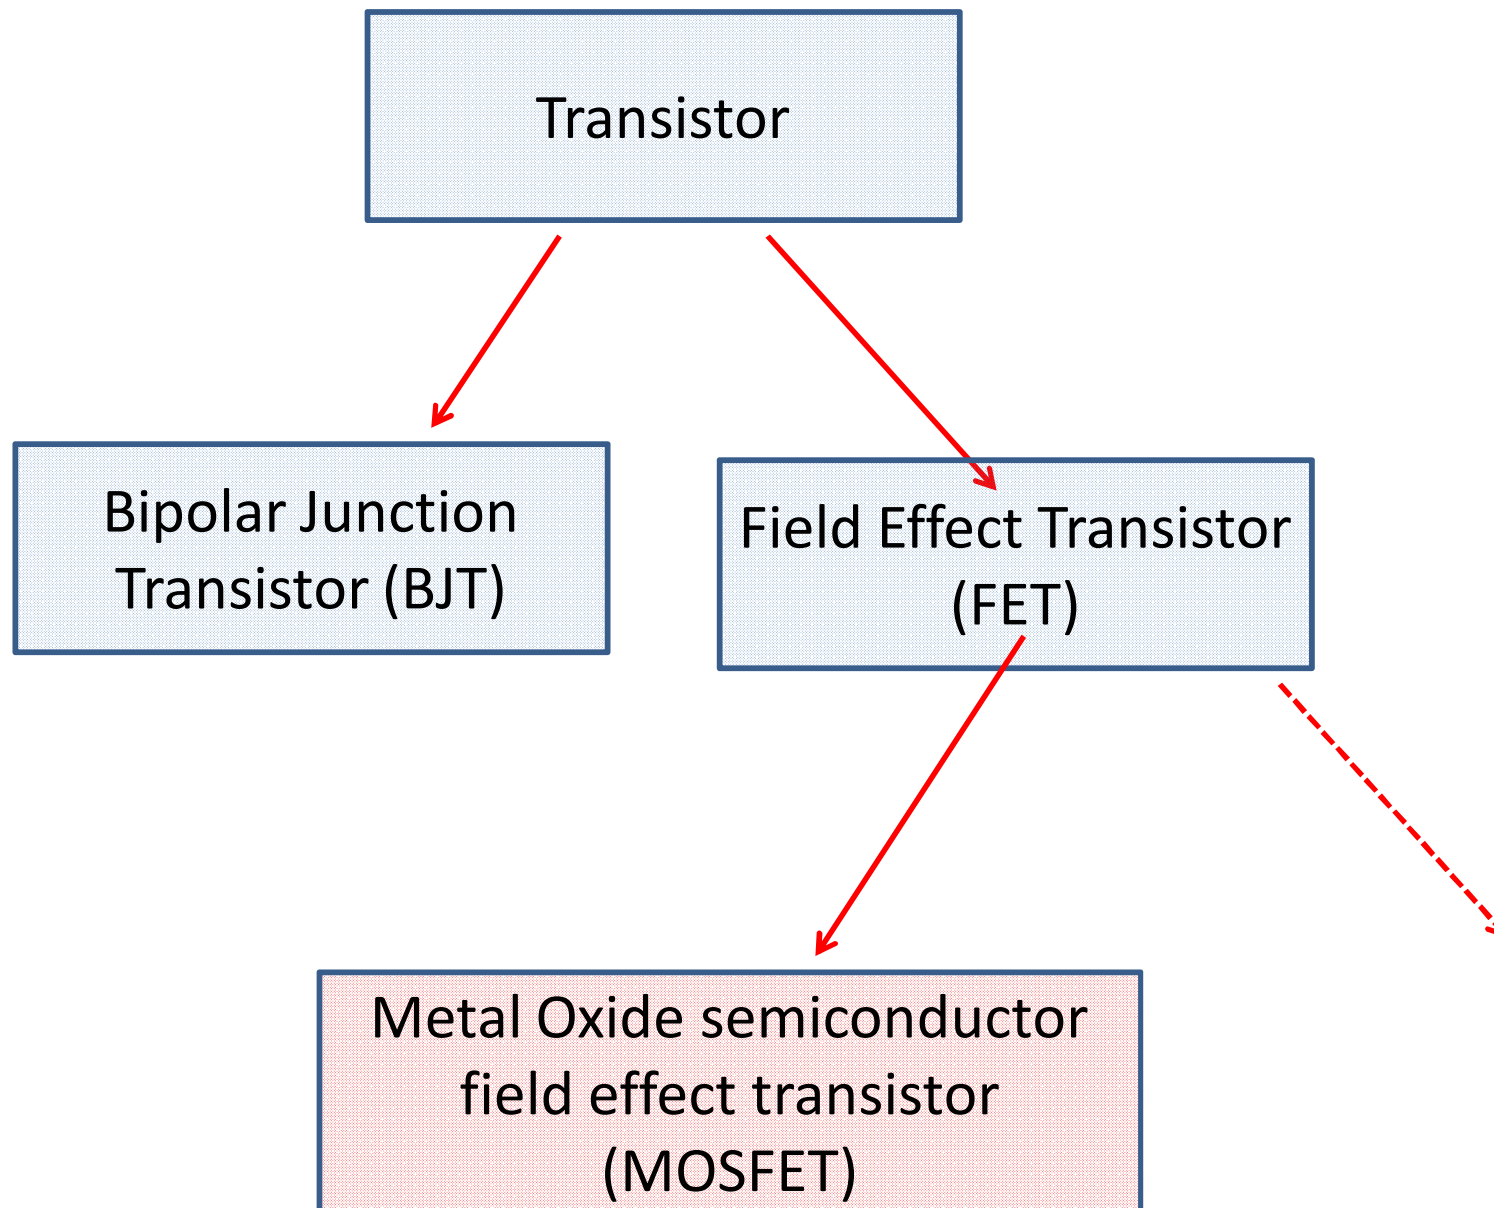 Transistor
Bipolar Junction
Transistor (BJT)
Field Effect Transistor
(FET)
Metal Oxide semiconductor
field effect transistor
(MOSFET)